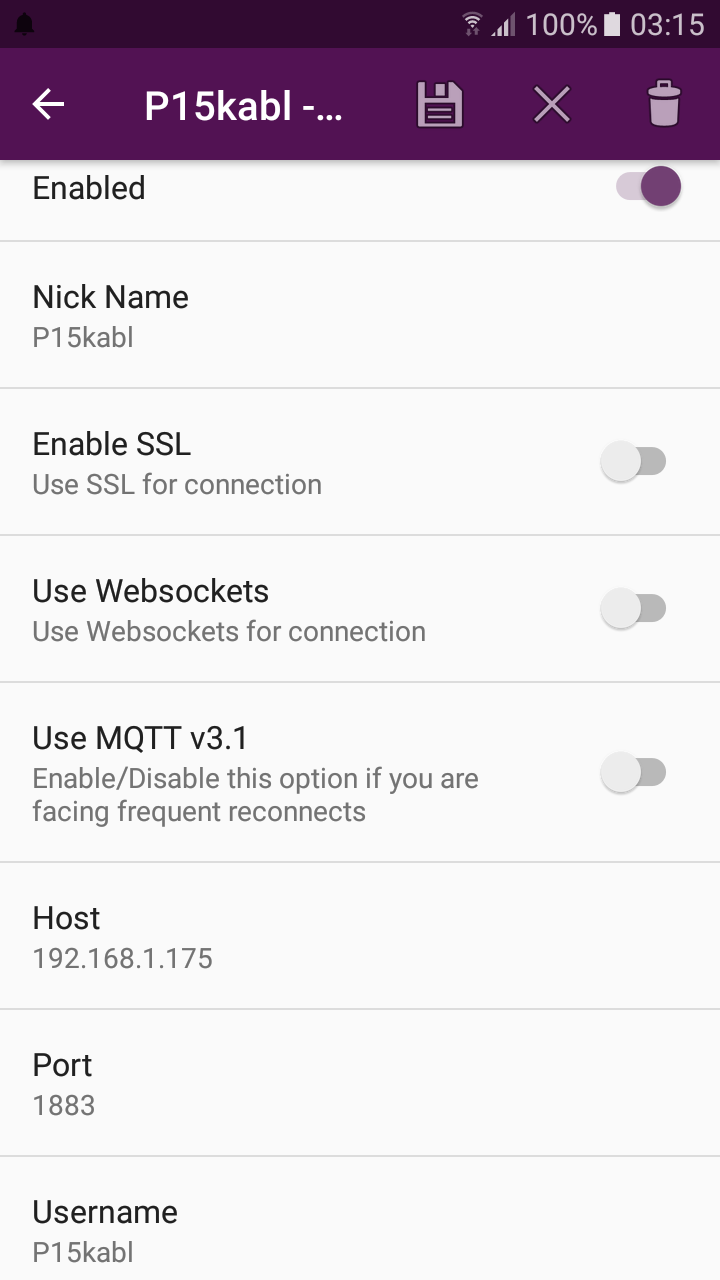 100% 03:15
P15kabl -...
Enabled
Nick Name
P15kabl
Enable SSL
Use SSL for connection
Use Websockets
Use Websockets for connection
Use MQTT v3.1
Enable/Disable this option if you are
facing frequent reconnects
Host
192.168.1.175
Port
1883
Username
P15kabl